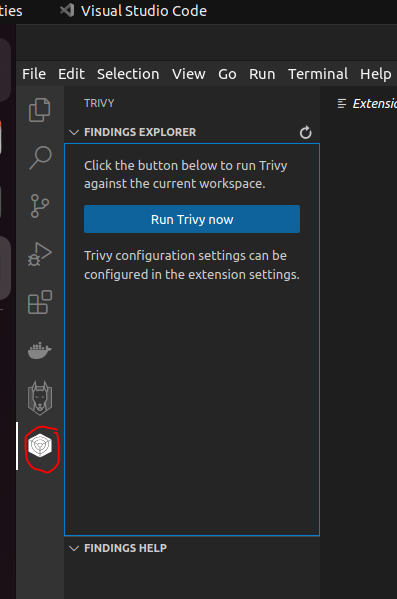 ties Visual Studio Code
File Edit Selection View Go Run Terminal Help
TRIVY
Extensio
FINDINGS EXPLORER
Click the button below to run Trivy
against the current workspace.
Run Trivy now
Trivy configuration settings can be
configured in the extension settings.
FINDINGS HELP